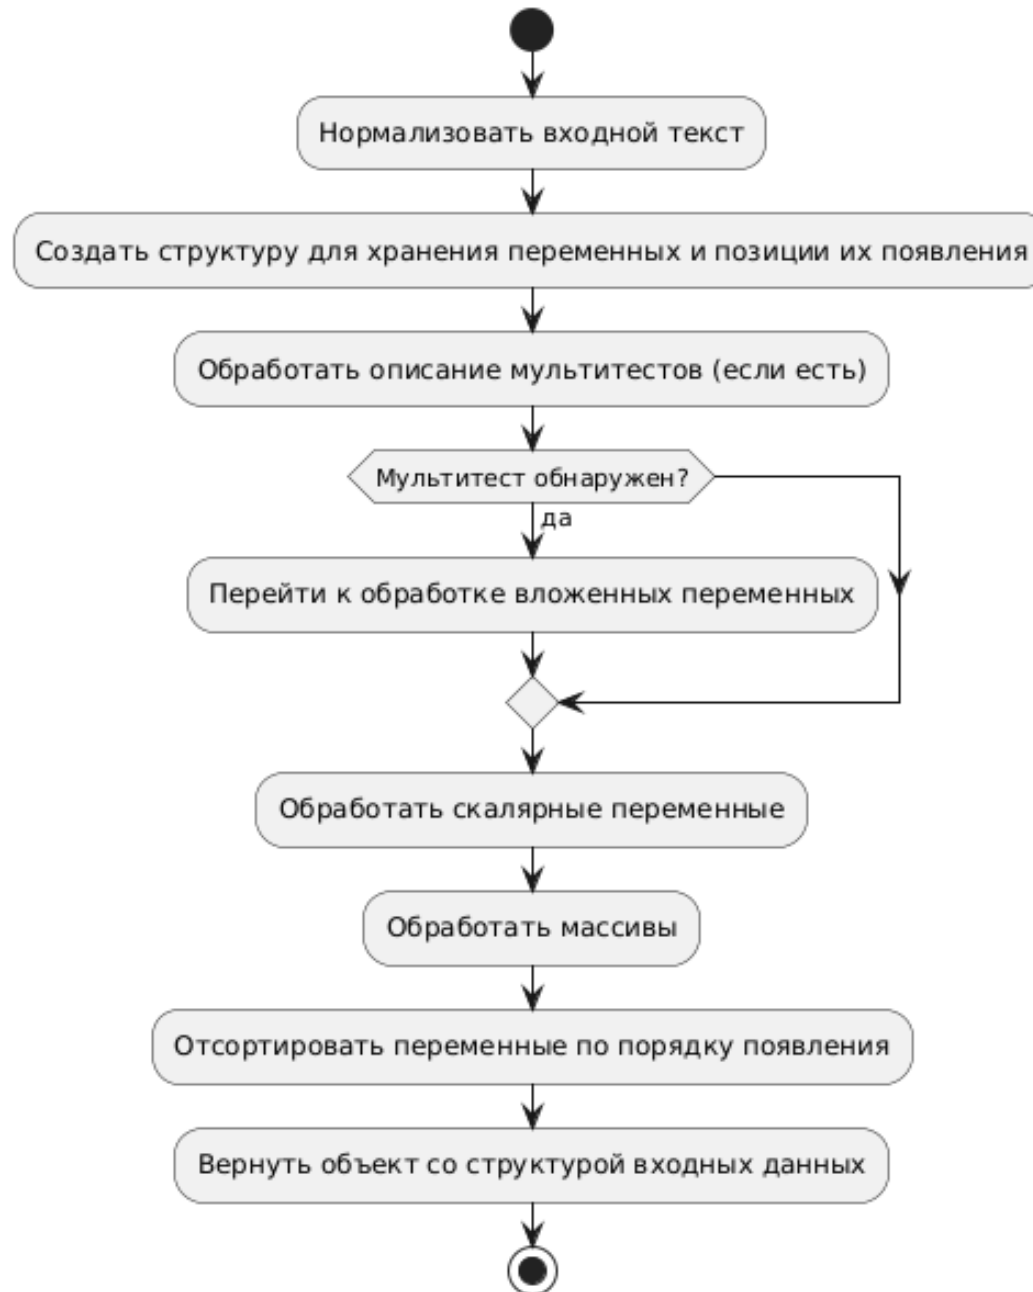 Нормализовать входной текст
Создать структуру для хранения переменных и позиции их появления
Обработать описание мультитестов (если есть)
Мультитест обнаружен?
да
Перейти к обработке вложенных переменных
Обработать скалярные переменные
Обработать массивы
Отсортировать переменные по порядку появления
Вернуть объект со структурой входных данных